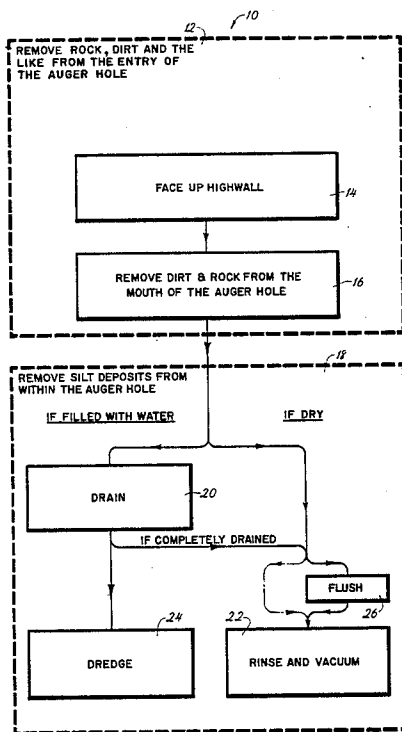 10
12
REMOVE ROCK, DIRT AND THE
LIKE FROM THE ENTRY OF
THE AUGER HOLE
FACE UP HIGHWALL
14
REMOVE DIRT & ROCK FROM THE
MOUTH OF THE AUGER HOLE
16
18
REMOVE SILT DEPOSITS FROM
WITHIN THE AUGER HOLE
IF FILLED WITH WATER
IF DRY
DRAIN
20
IF COMPLETELY DRAINED
FLUSH
26
24
DREDGE
22
RINSE AND VACUUM